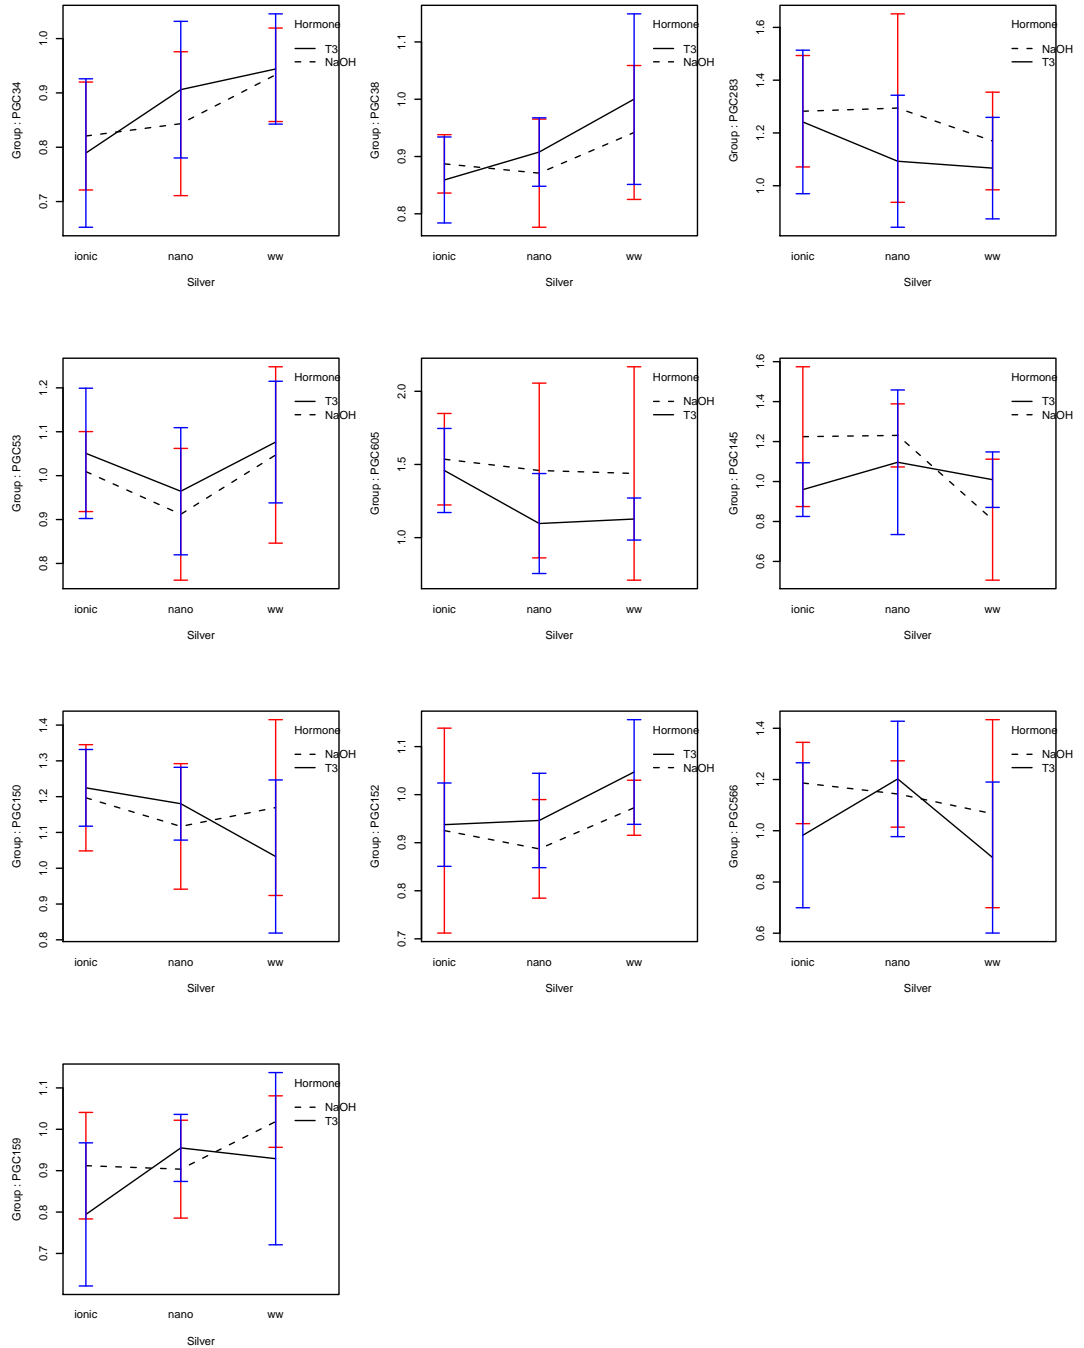 Group : PGC34
0.7 0.8 0.9 1.0
Hormone
T3
NaOH
ionic nano ww
Silver
Group : PGC38
0.8 0.9 1.0 1.1
Hormone
T3
NaOH
ionic nano ww
Silver
Group : PGC283
1.0 1.2 1.4 1.6
Hormone
NaOH
T3
ionic nano ww
Silver
Group : PGC53
0.8 0.9 1.0 1.1 1.2
Hormone
T3
NaOH
ionic nano ww
Silver
Group : PGC605
1.0 1.5 2.0
Hormone
NaOH
T3
ionic nano ww
Silver
Group : PGC145
0.6 0.8 1.0 1.2 1.4 1.6
Hormone
T3
NaOH
ionic nano ww
Silver
Group : PGC150
0.8 0.9 1.0 1.1 1.2 1.3 1.4
Hormone
NaOH
T3
ionic nano ww
Silver
Group : PGC152
0.7 0.8 0.9 1.0 1.1
Hormone
T3
NaOH
ionic nano ww
Silver
Group : PGC566
0.6 0.8 1.0 1.2 1.4
Hormone
NaOH
T3
ionic nano ww
Silver
Group : PGC159
0.7 0.8 0.9 1.0 1.1
Hormone
NaOH
T3
ionic nano ww
Silver